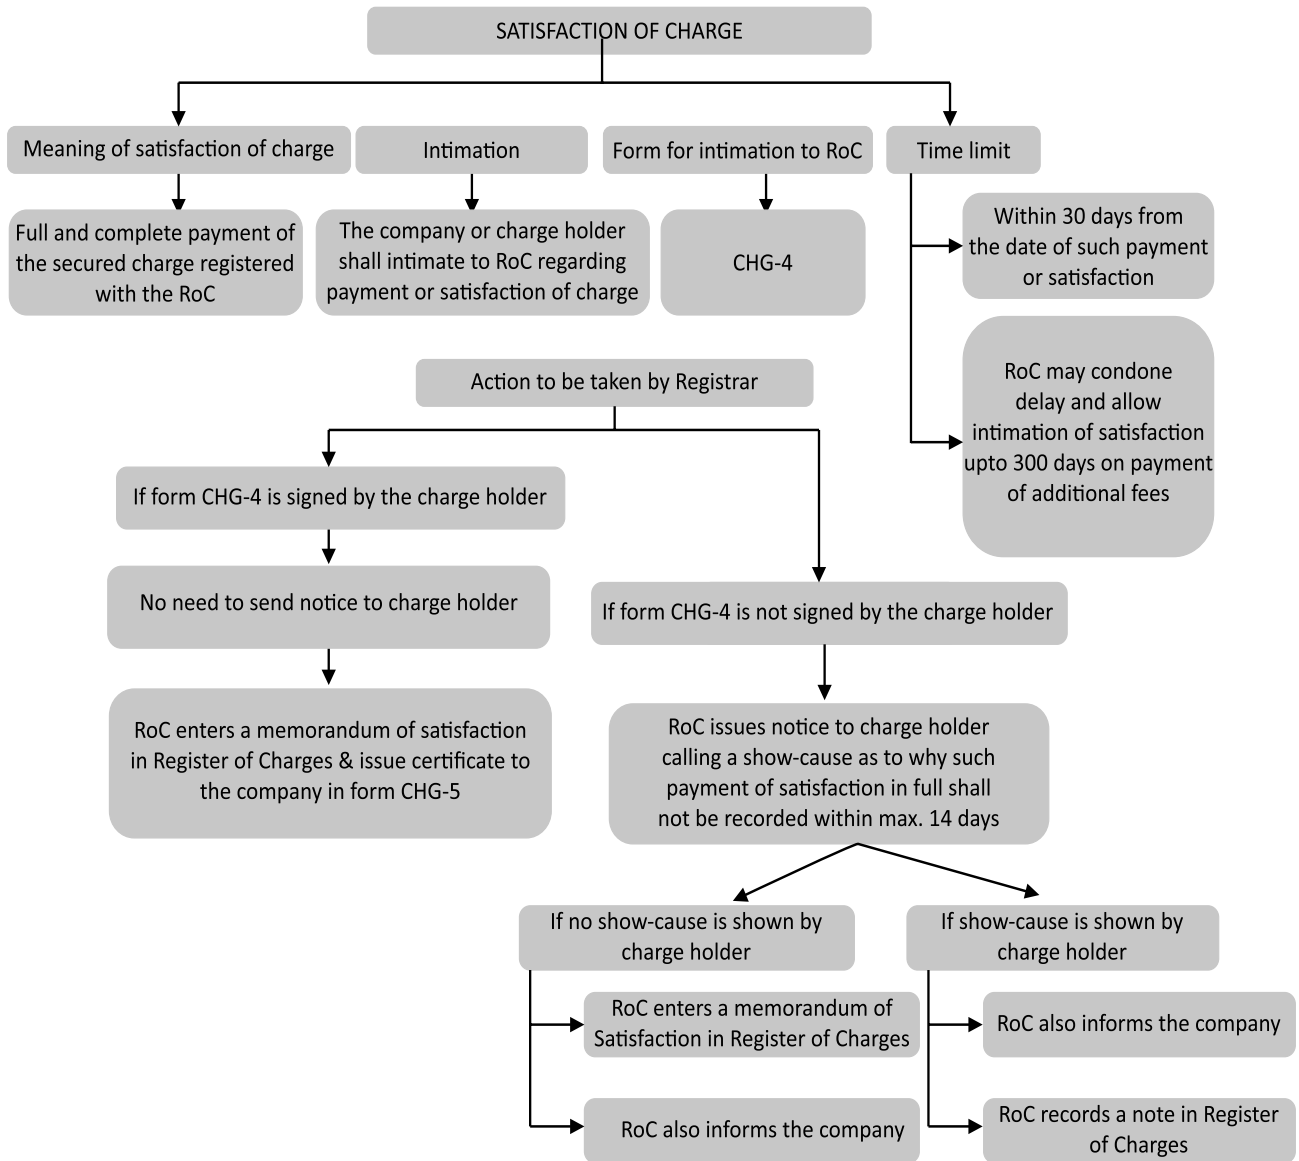 SATISFACTION OF CHARGE
Meaning of satisfaction of charge
Intimation
Form for intimation to RoC
Time limit
Full and complete payment of
the secured charge registered
with the RoC
The company or charge holder
shall intimate to RoC regarding
payment or satisfaction of charge
CHG-4
Within 30 days from
the date of such payment
or satisfaction
RoC may condone
delay and allow
intimation of satisfaction
upto 300 days on payment
of additional fees
Action to be taken by Registrar
If form CHG-4 is signed by the charge holder
No need to send notice to charge holder
RoC enters a memorandum of satisfaction
in Register of Charges & issue certificate to
the company in form CHG-5
If form CHG-4 is not signed by the charge holder
RoC issues notice to charge holder
calling a show-cause as to why such
payment of satisfaction in full shall
not be recorded within max. 14 days
If no show-cause is shown by
charge holder
RoC enters a memorandum of
Satisfaction in Register of Charges
RoC also informs the company
If show-cause is shown by
charge holder
RoC also informs the company
RoC records a note in Register
of Charges